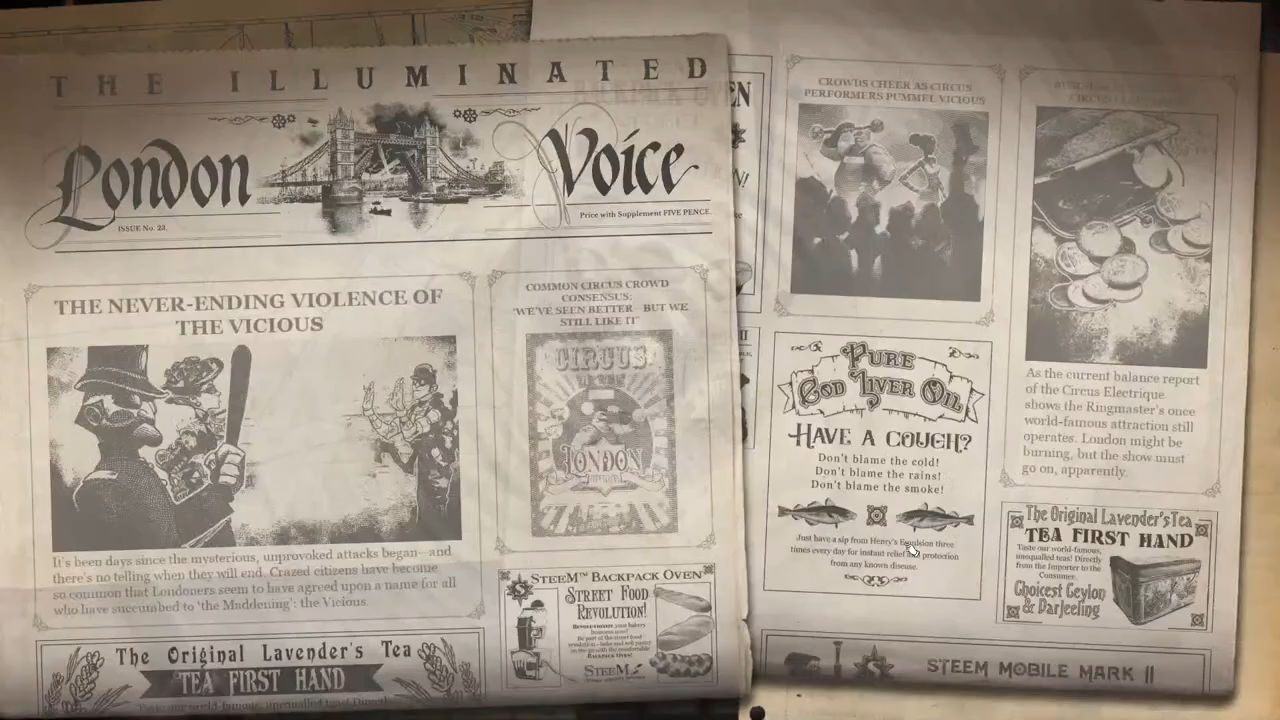 THE ILLUMINATED
London Voice
ISSUE No. 23.
Price with Supplement FIVE PENCE.
THE NEVER-ENDING VIOLENCE OF
THE VICIOUS
It's been days since the mysterious, unprovoked attacks began—and
there's no telling when they will end. Crazed citizens have become
so common that Londoners seem to have agreed upon a name for all
who have succumbed to 'the Maddening': the Vicious.
The Original Lavender's Tea
TEA FIRST HAND
COMMON CIRCUS CROWD
CONSENSUS:
'WE'VE SEEN BETTER—BUT WE
STILL LIKE IT'
CIRCUS
LONDON
STEEM™ BACKPACK OVEN
STREET FOOD
REVOLUTION!
STEEM
CROWDS CHEER AS CIRCUS
PERFORMERS PUMMEL VICIOUS
PURE
COD LIVER OIL
HAVE A COUGH?
Don't blame the cold!
Don't blame the rains!
Don't blame the smoke!
Just have a sip from Henry's Emulsion three
times every day for instant relief and protection
from any known disease.
As the current balance report
of the Circus Electrique
shows the Ringmaster's once
world-famous attraction still
operates. London might be
burning, but the show must
go on, apparently.
The Original Lavender's Tea
TEA FIRST HAND
Taste our world-famous,
unqualled teas! Directly
from the Importer to the
Consumer.
Choicest Ceylon
& Darjeeling
STEEM MOBILE MARK II